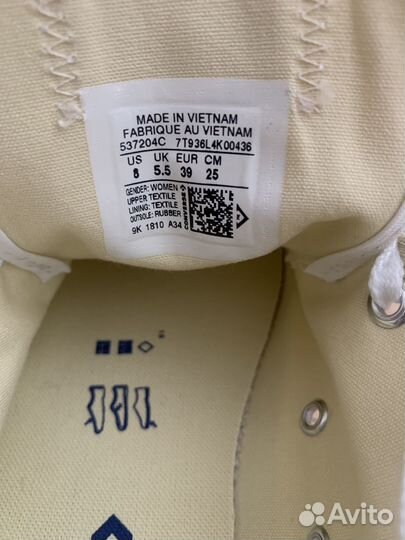 MADE IN VIETNAM
FABRIQUE AU VIETNAM
537204C 7T936L4K00436
US UK EUR CM
8 5.5 39 25
GENDER: WOMEN
UPPER: TEXTILE
LINING: TEXTILE
OUTSOLE: RUBBER
9K 1810 A34
CONVERSE
Avito